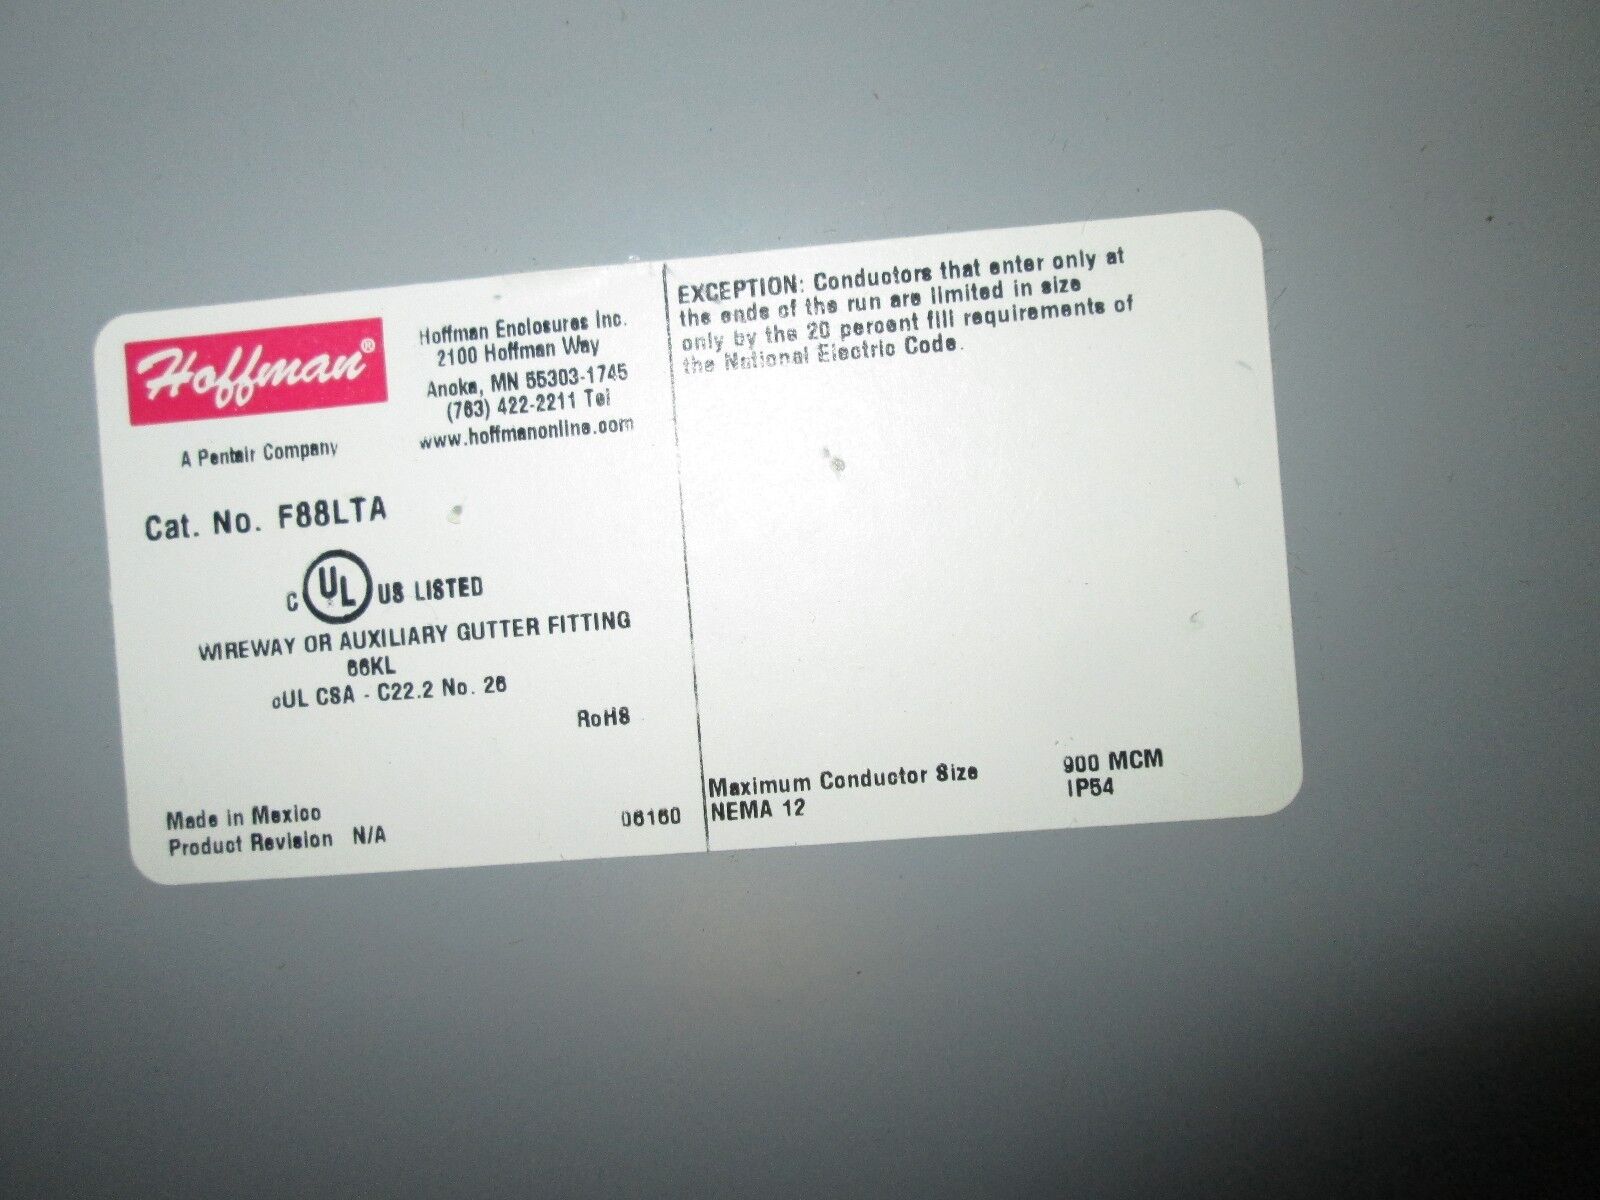 Hoffman®
A Pentair Company
Hoffman Enclosures Inc.
2100 Hoffman Way
Anoka, MN 55303-1745
(763) 422-2211 Tel
www.hoffmanonline.com
Cat. No. F88LTA
C UL US LISTED
WIREWAY OR AUXILIARY GUTTER FITTING
66KL
cUL CSA - C22.2 No. 26
RoHS
Made in Mexico
Product Revision N/A
06160
EXCEPTION: Conductors that enter only at
the ends of the run are limited in size
only by the 20 percent fill requirements of
the National Electric Code.
Maximum Conductor Size 900 MCM
NEMA 12 IP54